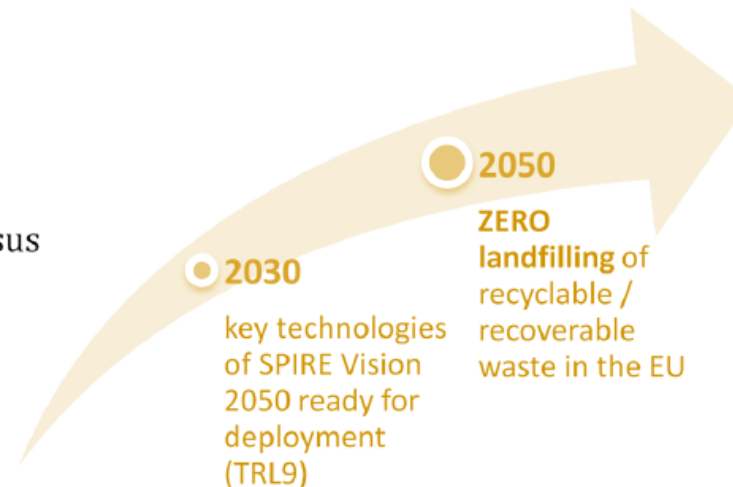 2050
ZERO
landfilling of
recyclable /
recoverable
waste in the EU
sus
2030
key technologies
of SPIRE Vision
2050 ready for
deployment
(TRL9)